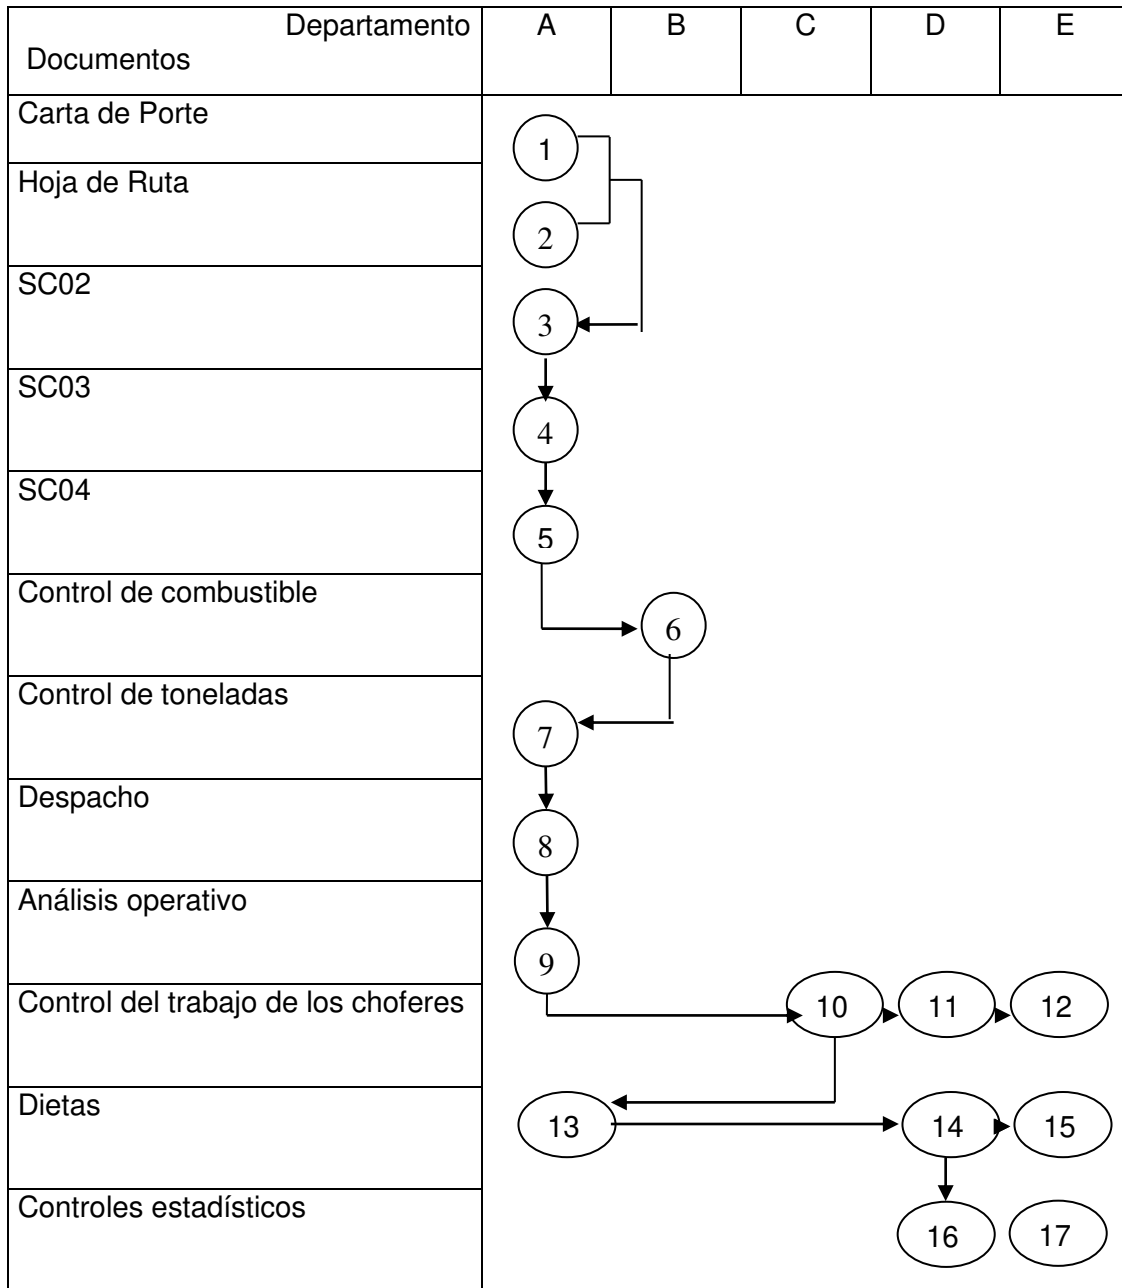 Departamento
Documentos
A B C D E
Carta de Porte
1
Hoja de Ruta
2
SC02
3
SC03
4
SC04
5
Control de combustible
6
Control de toneladas
7
Despacho
8
Análisis operativo
9
Control del trabajo de los choferes
10 11 12
Dietas
13 14 15
Controles estadísticos
16 17